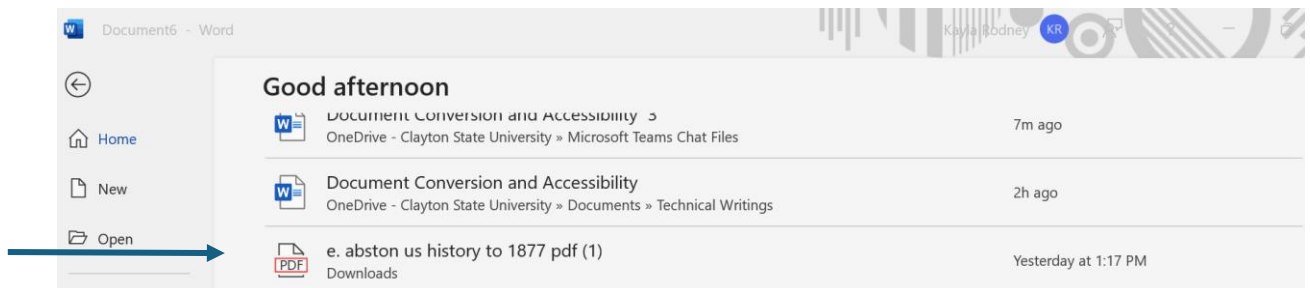 Document6 - Word
Kayla Rodney KR
Good afternoon
Home
New
Open
Document Conversion and Accessibility 3
OneDrive - Clayton State University » Microsoft Teams Chat Files
7m ago
Document Conversion and Accessibility
OneDrive - Clayton State University » Documents » Technical Writings
2h ago
PDF
e. abston us history to 1877 pdf (1)
Downloads
Yesterday at 1:17 PM